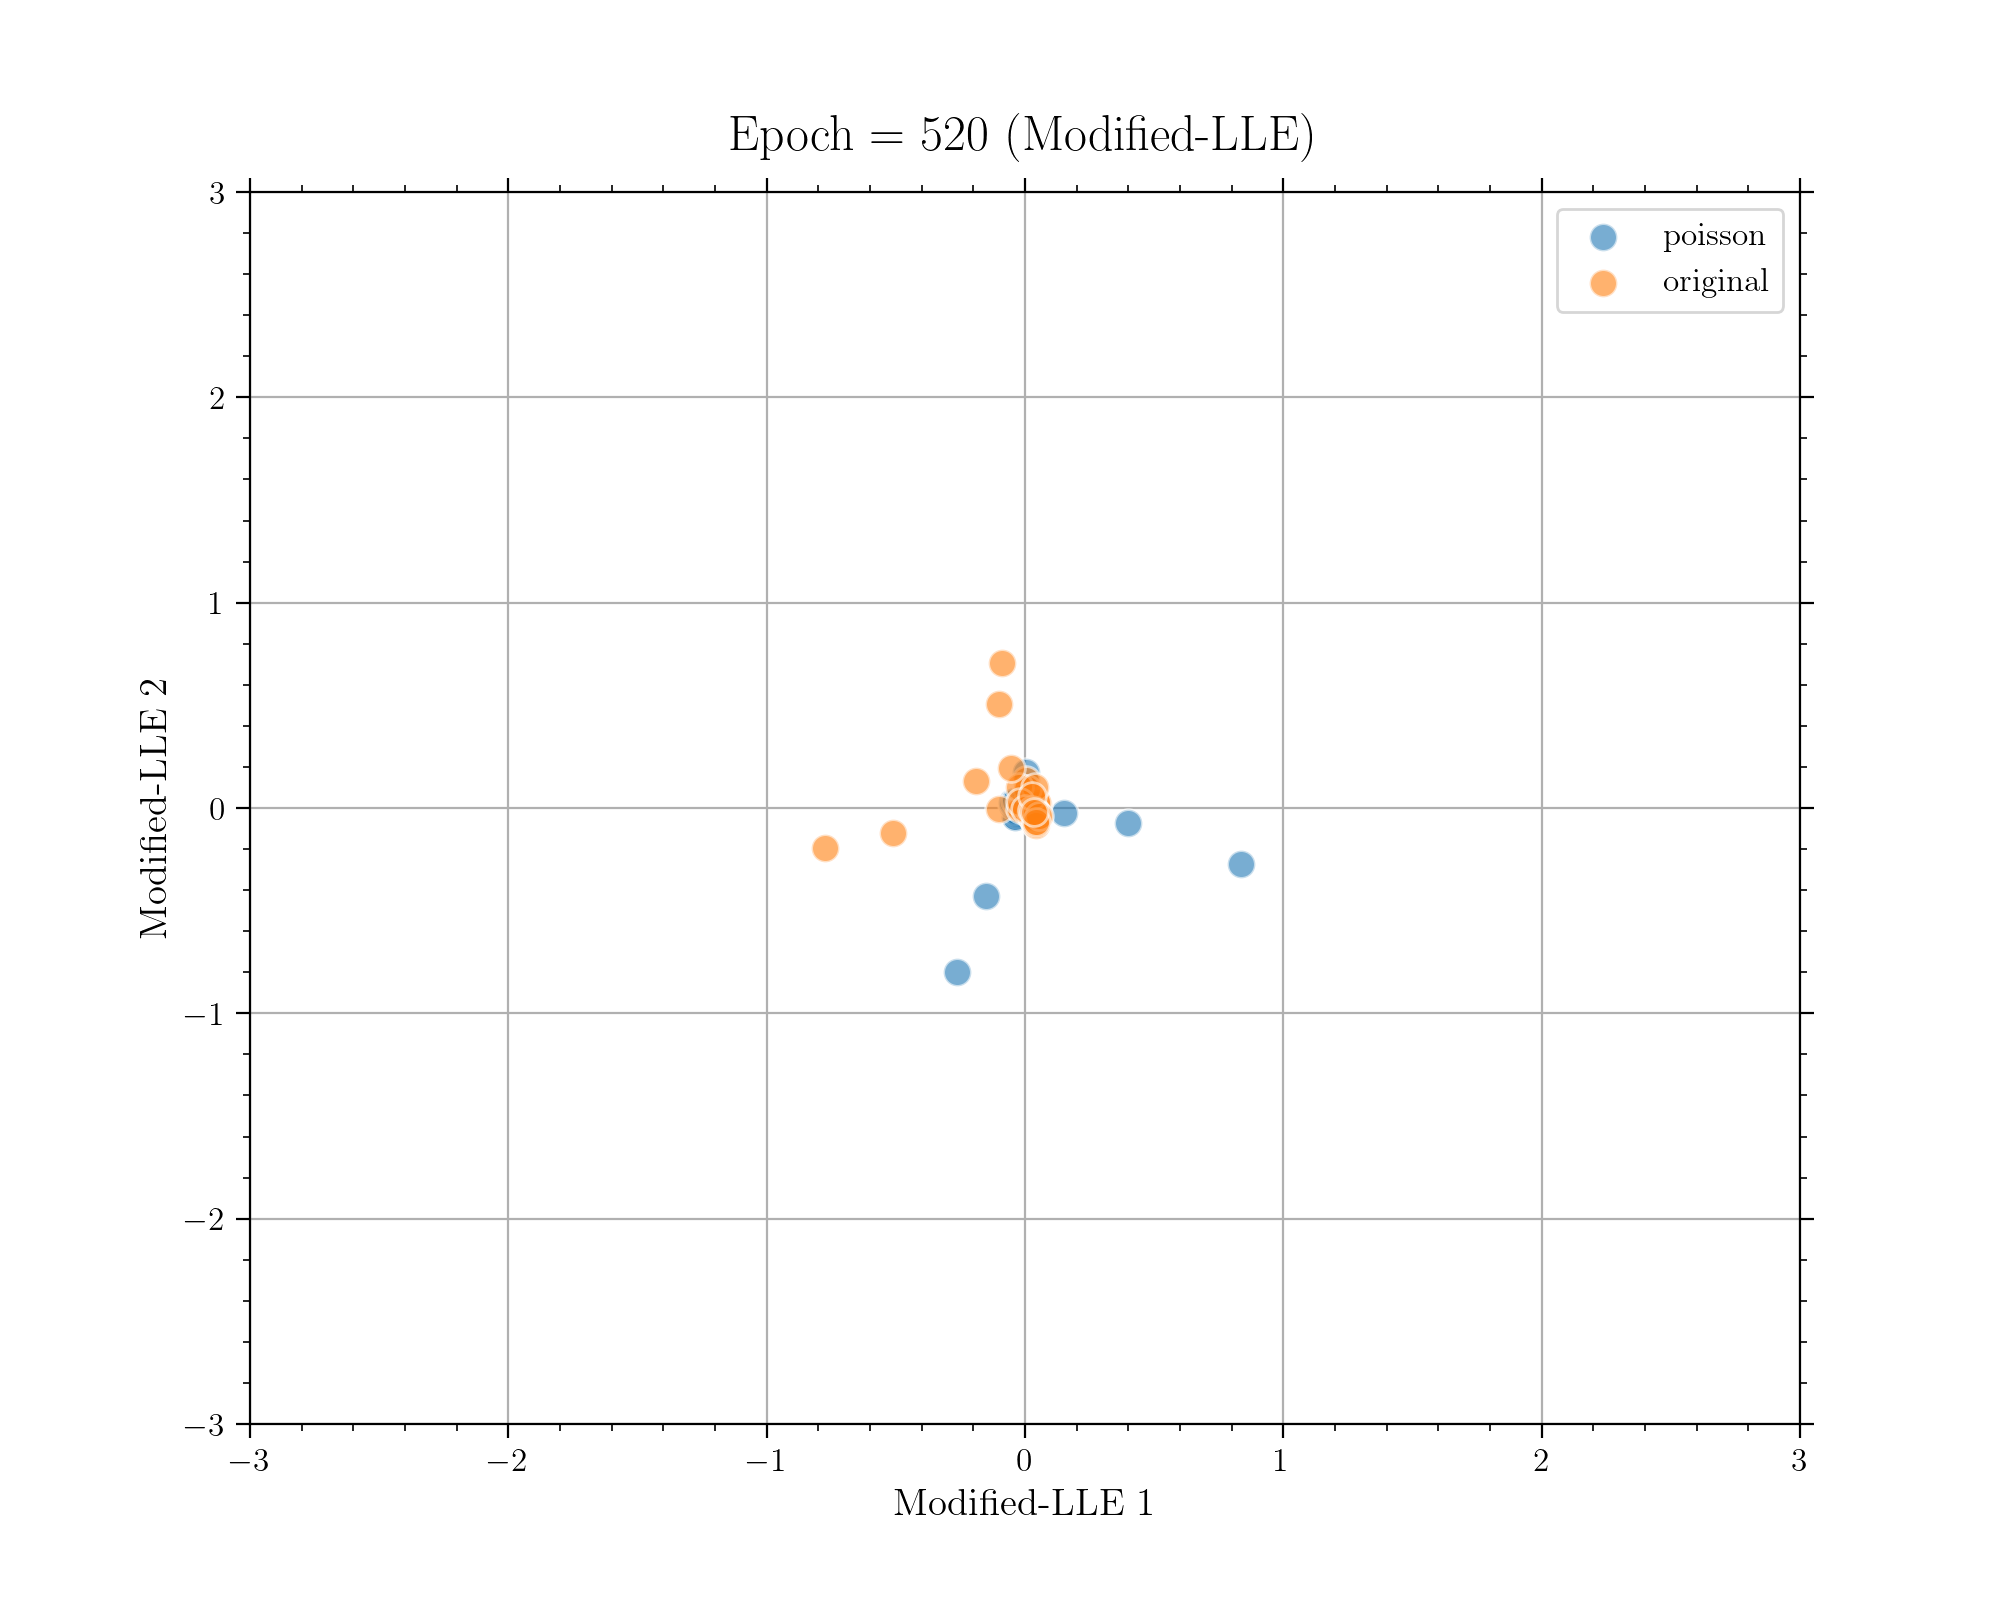 Epoch = 520 (Modified-LLE)
poisson
original
3
2
1
0
−1
−2
−3
Modified-LLE 2
−3 −2 −1 0 1 2 3
Modified-LLE 1